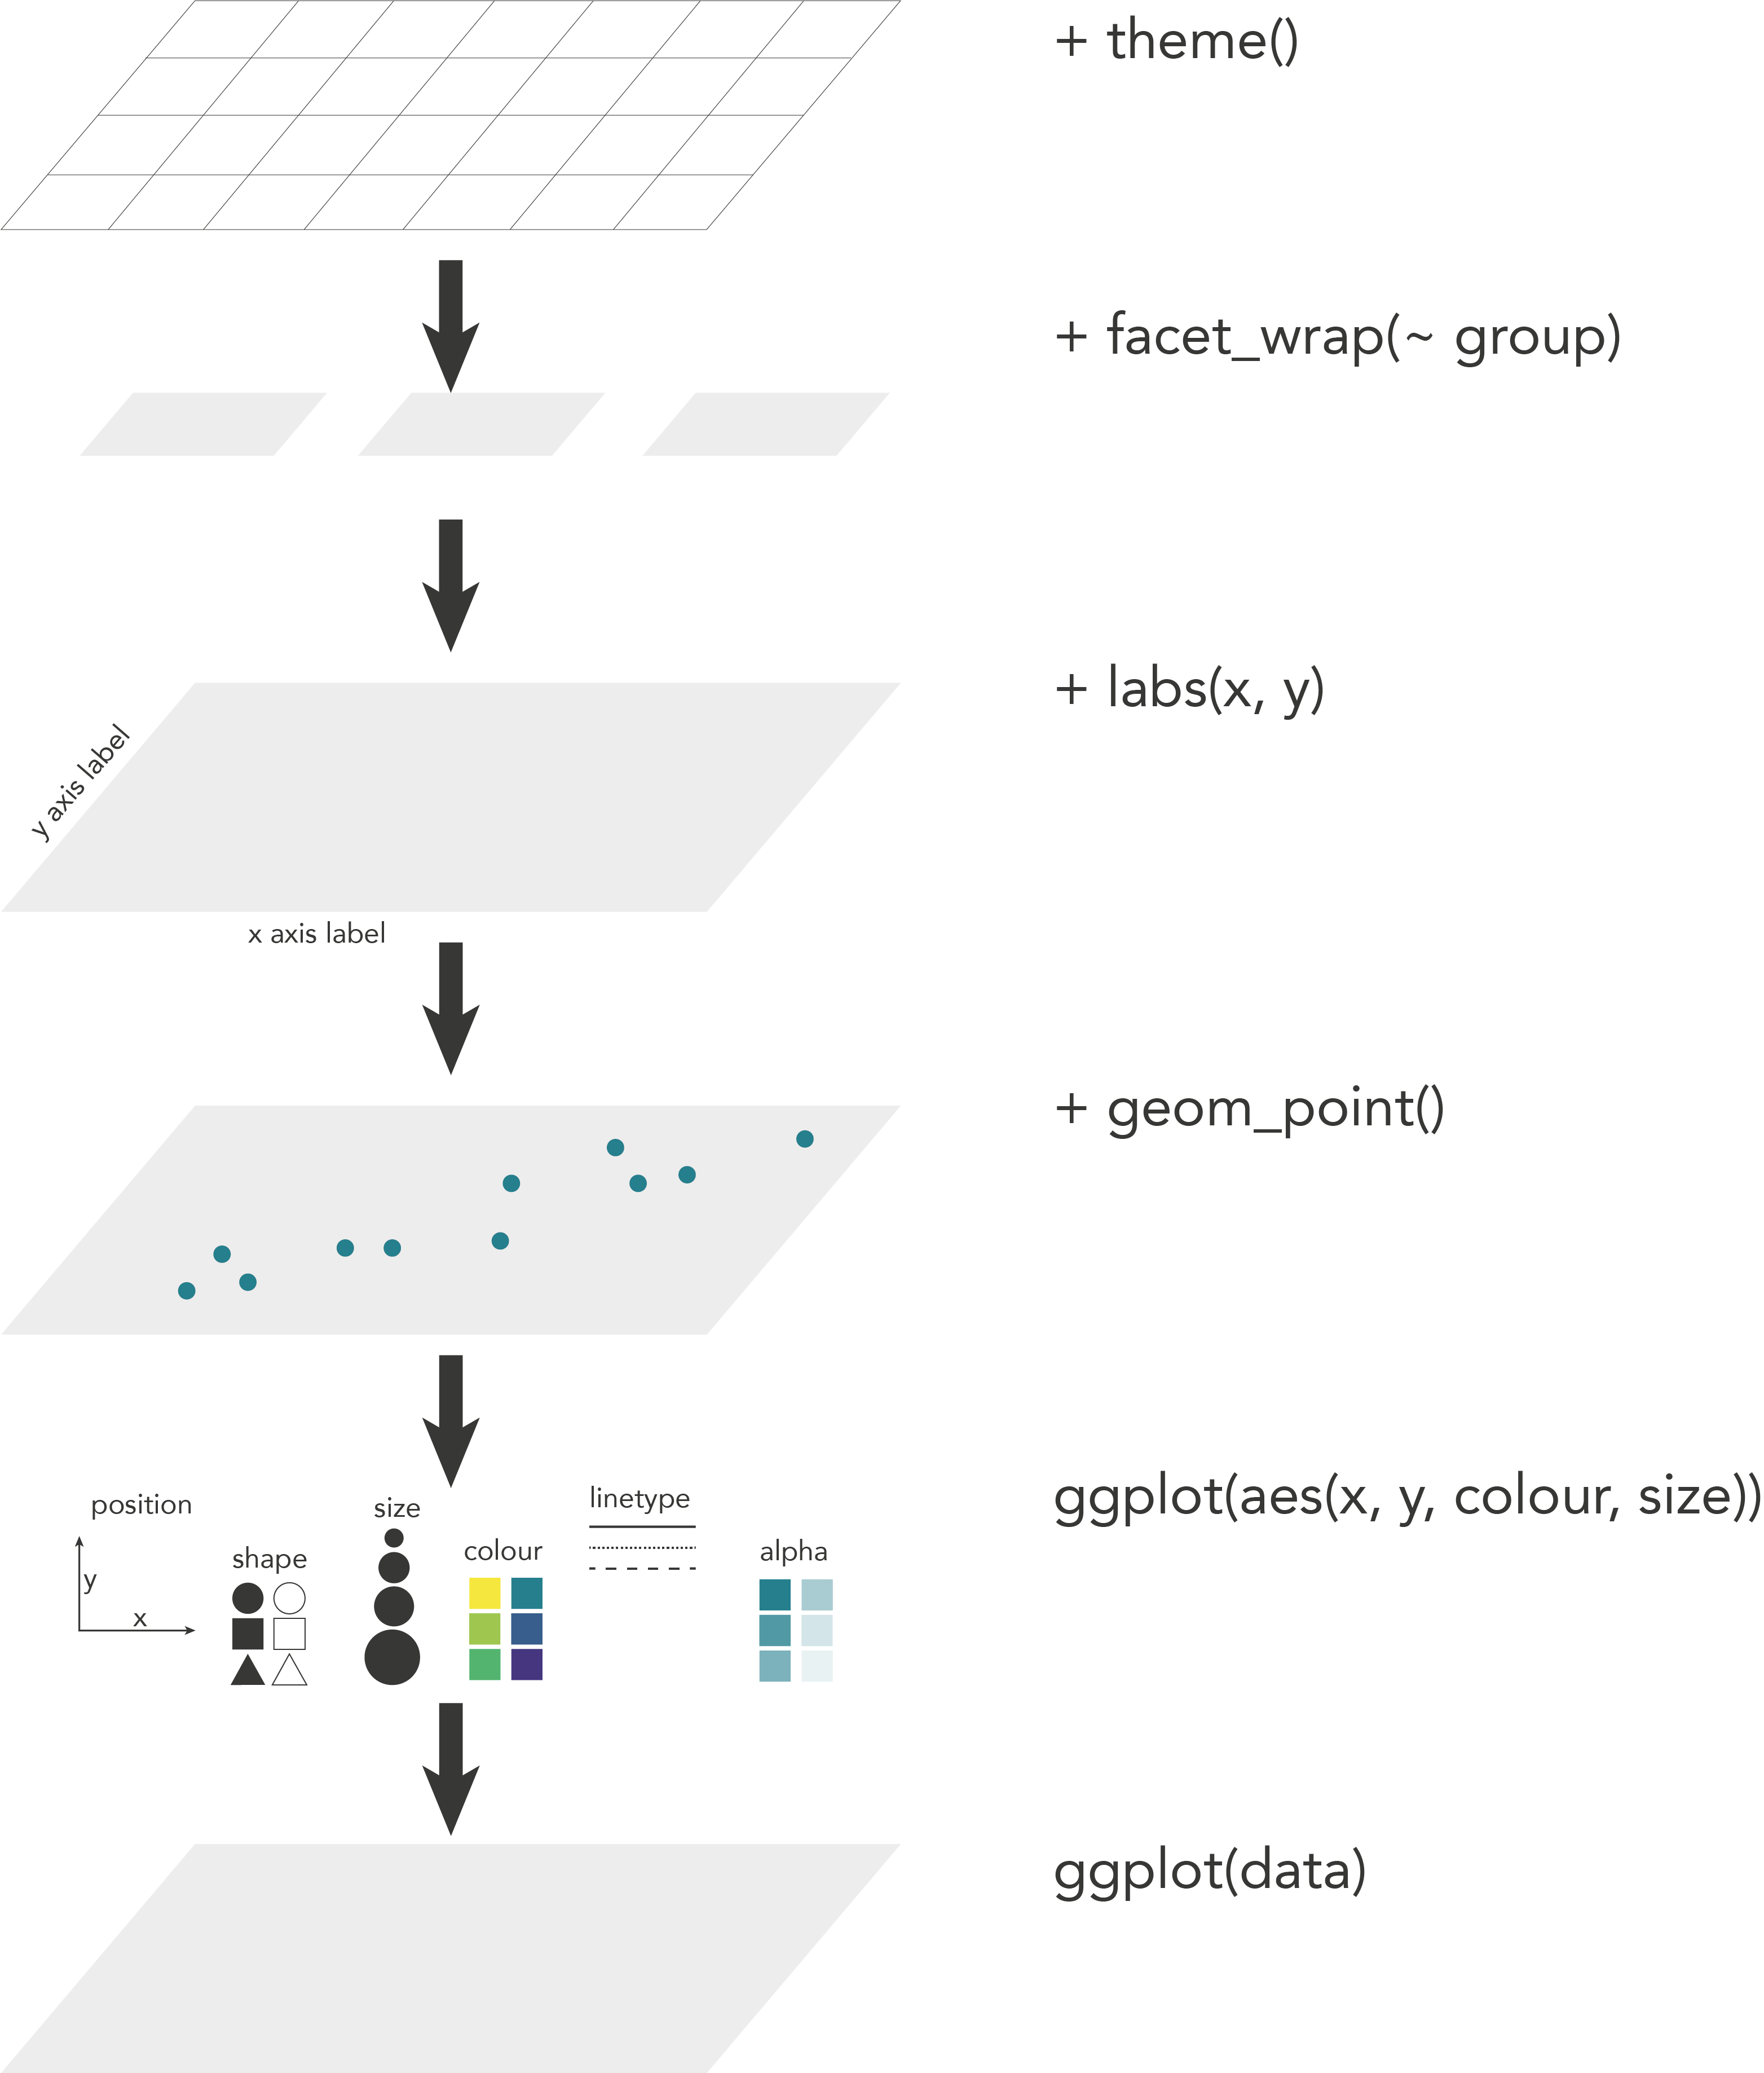 + theme()
+ facet_wrap(~ group)
+ labs(x, y)
y axis label
x axis label
+ geom_point()
ggplot(aes(x, y, colour, size))
position
shape
size
colour
linetype
alpha
y
x
ggplot(data)